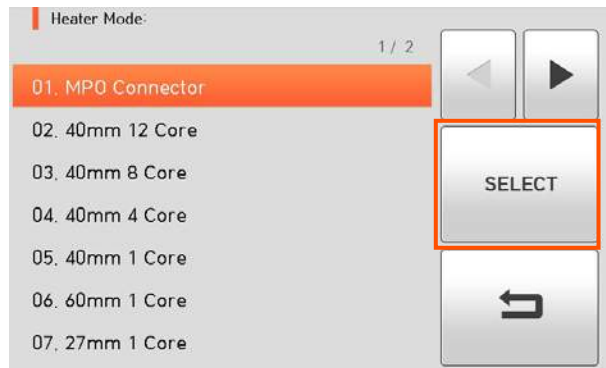 Heater Mode:
1/ 2
01. MPO Connector
02. 40mm 12 Core
03. 40mm 8 Core
04. 40mm 4 Core
05. 40mm 1 Core
06. 60mm 1 Core
07. 27mm 1 Core
SELECT